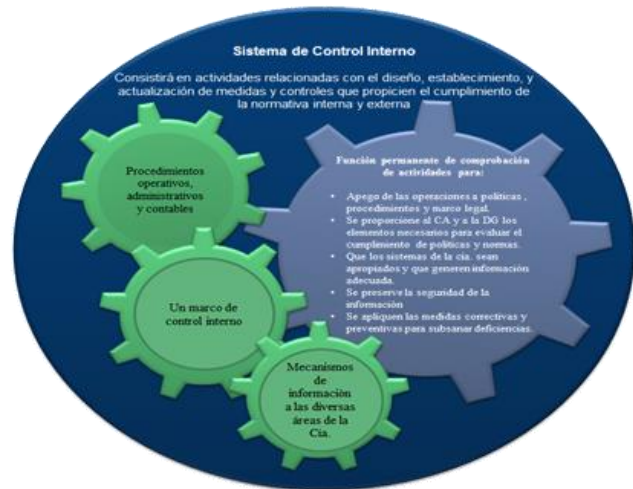 Sistema de Control Interno
Consistirá en actividades relacionadas con el diseño, establecimiento, y
actualización de medidas y controles que propicien el cumplimiento de
la normativa interna y externa
Procedimientos
operativos,
administrativos
y contables
Un marco de
control interno
Mecanismos
de
información
a las diversas
áreas de la
Cía.
Función permanente de comprobación
de actividades para:
• Apego de las operaciones a políticas ,
procedimientos y marco legal.
• Se proporcione al CA y a la DG los
elementos necesarios para evaluar el
cumplimiento de políticas y normas.
• Que los sistemas de la cía. sean
apropiados y que generen información
adecuada.
• Se preserve la seguridad de la
información
• Se apliquen las medidas correctivas y
preventivas para subsanar deficiencias.